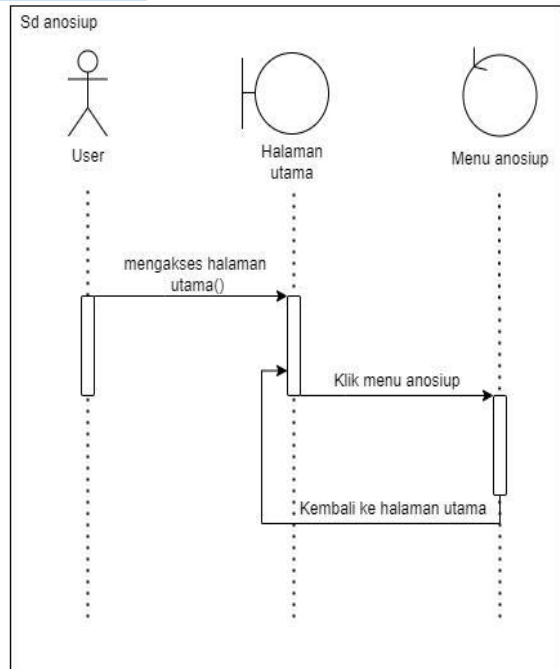 Sd anosiup
User
Halaman
utama
Menu anosiup
mengakses halaman
utama()
Klik menu anosiup
Kembali ke halaman utama